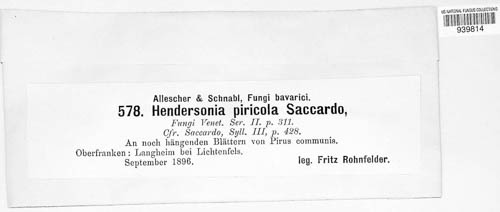 US NATIONAL FUNGUS COLLECTIONS
939814
Allescher & Schnabl, Fungi bavarici.
578. Hendersonia piricola Saccardo,
Fungi Venet. Ser. II. p. 311.
Cfr. Saccardo, Syll. III, p. 428.
An noch hängenden Blättern von Pirus communis.
Oberfranken: Langheim bei Lichtenfels.
September 1896. leg. Fritz Rohnfelder.